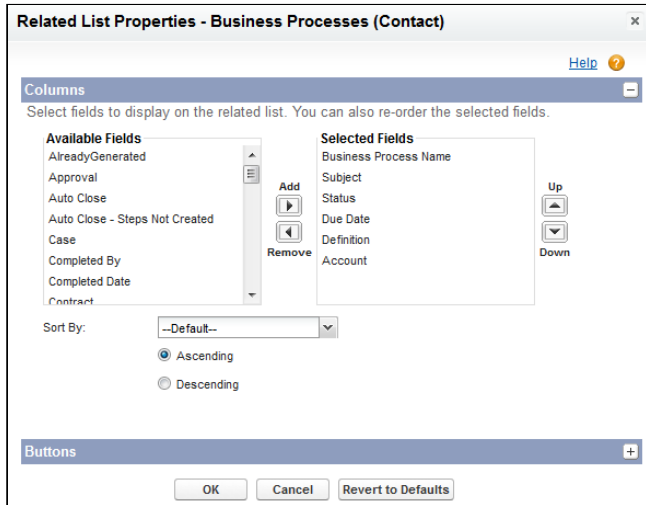 Related List Properties - Business Processes (Contact)
Help
Columns
Select fields to display on the related list. You can also re-order the selected fields.
Available Fields
AlreadyGenerated
Approval
Auto Close
Auto Close - Steps Not Created
Case
Completed By
Completed Date
Contract
Add
Remove
Selected Fields
Business Process Name
Subject
Status
Due Date
Definition
Account
Up
Down
Sort By:
--Default--
Ascending
Descending
Buttons
OK
Cancel
Revert to Defaults